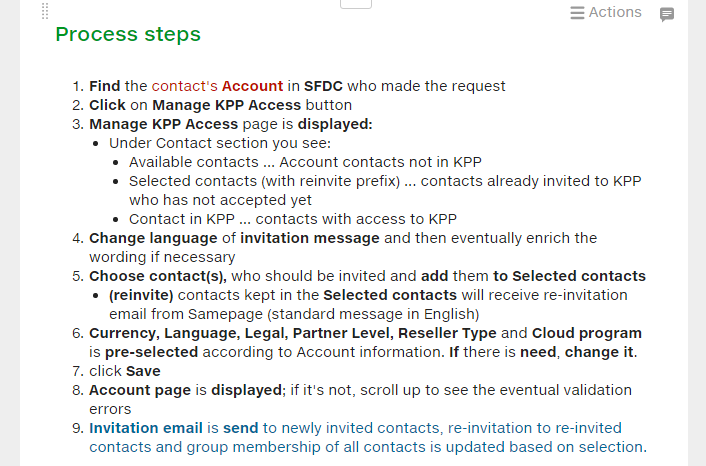 Actions
Process steps
1. Find the contact's Account in SFDC who made the request
2. Click on Manage KPP Access button
3. Manage KPP Access page is displayed:
• Under Contact section you see:
• Available contacts ... Account contacts not in KPP
• Selected contacts (with reinvite prefix) ... contacts already invited to KPP
who has not accepted yet
• Contact in KPP ... contacts with access to KPP
4. Change language of invitation message and then eventually enrich the
wording if necessary
5. Choose contact(s), who should be invited and add them to Selected contacts
• (reinvite) contacts kept in the Selected contacts will receive re-invitation
email from Samepage (standard message in English)
6. Currency, Language, Legal, Partner Level, Reseller Type and Cloud program
is pre-selected according to Account information. If there is need, change it.
7. click Save
8. Account page is displayed; if it's not, scroll up to see the eventual validation
errors
9. Invitation email is send to newly invited contacts, re-invitation to re-invited
contacts and group membership of all contacts is updated based on selection.